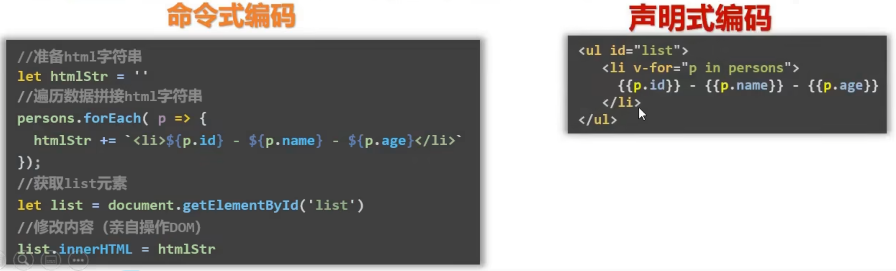 命令式编码
//准备html字符串
let htmlStr = ''
//遍历数据拼接html字符串
persons.forEach( p => {
  htmlStr += `<li>${p.id} - ${p.name} - ${p.age}</li>`
});
//获取list元素
let list = document.getElementById('list')
//修改内容（亲自操作DOM）
list.innerHTML = htmlStr
声明式编码
<ul id="list">
  <li v-for="p in persons">
    {{p.id}} - {{p.name}} - {{p.age}}
  </li>
</ul>